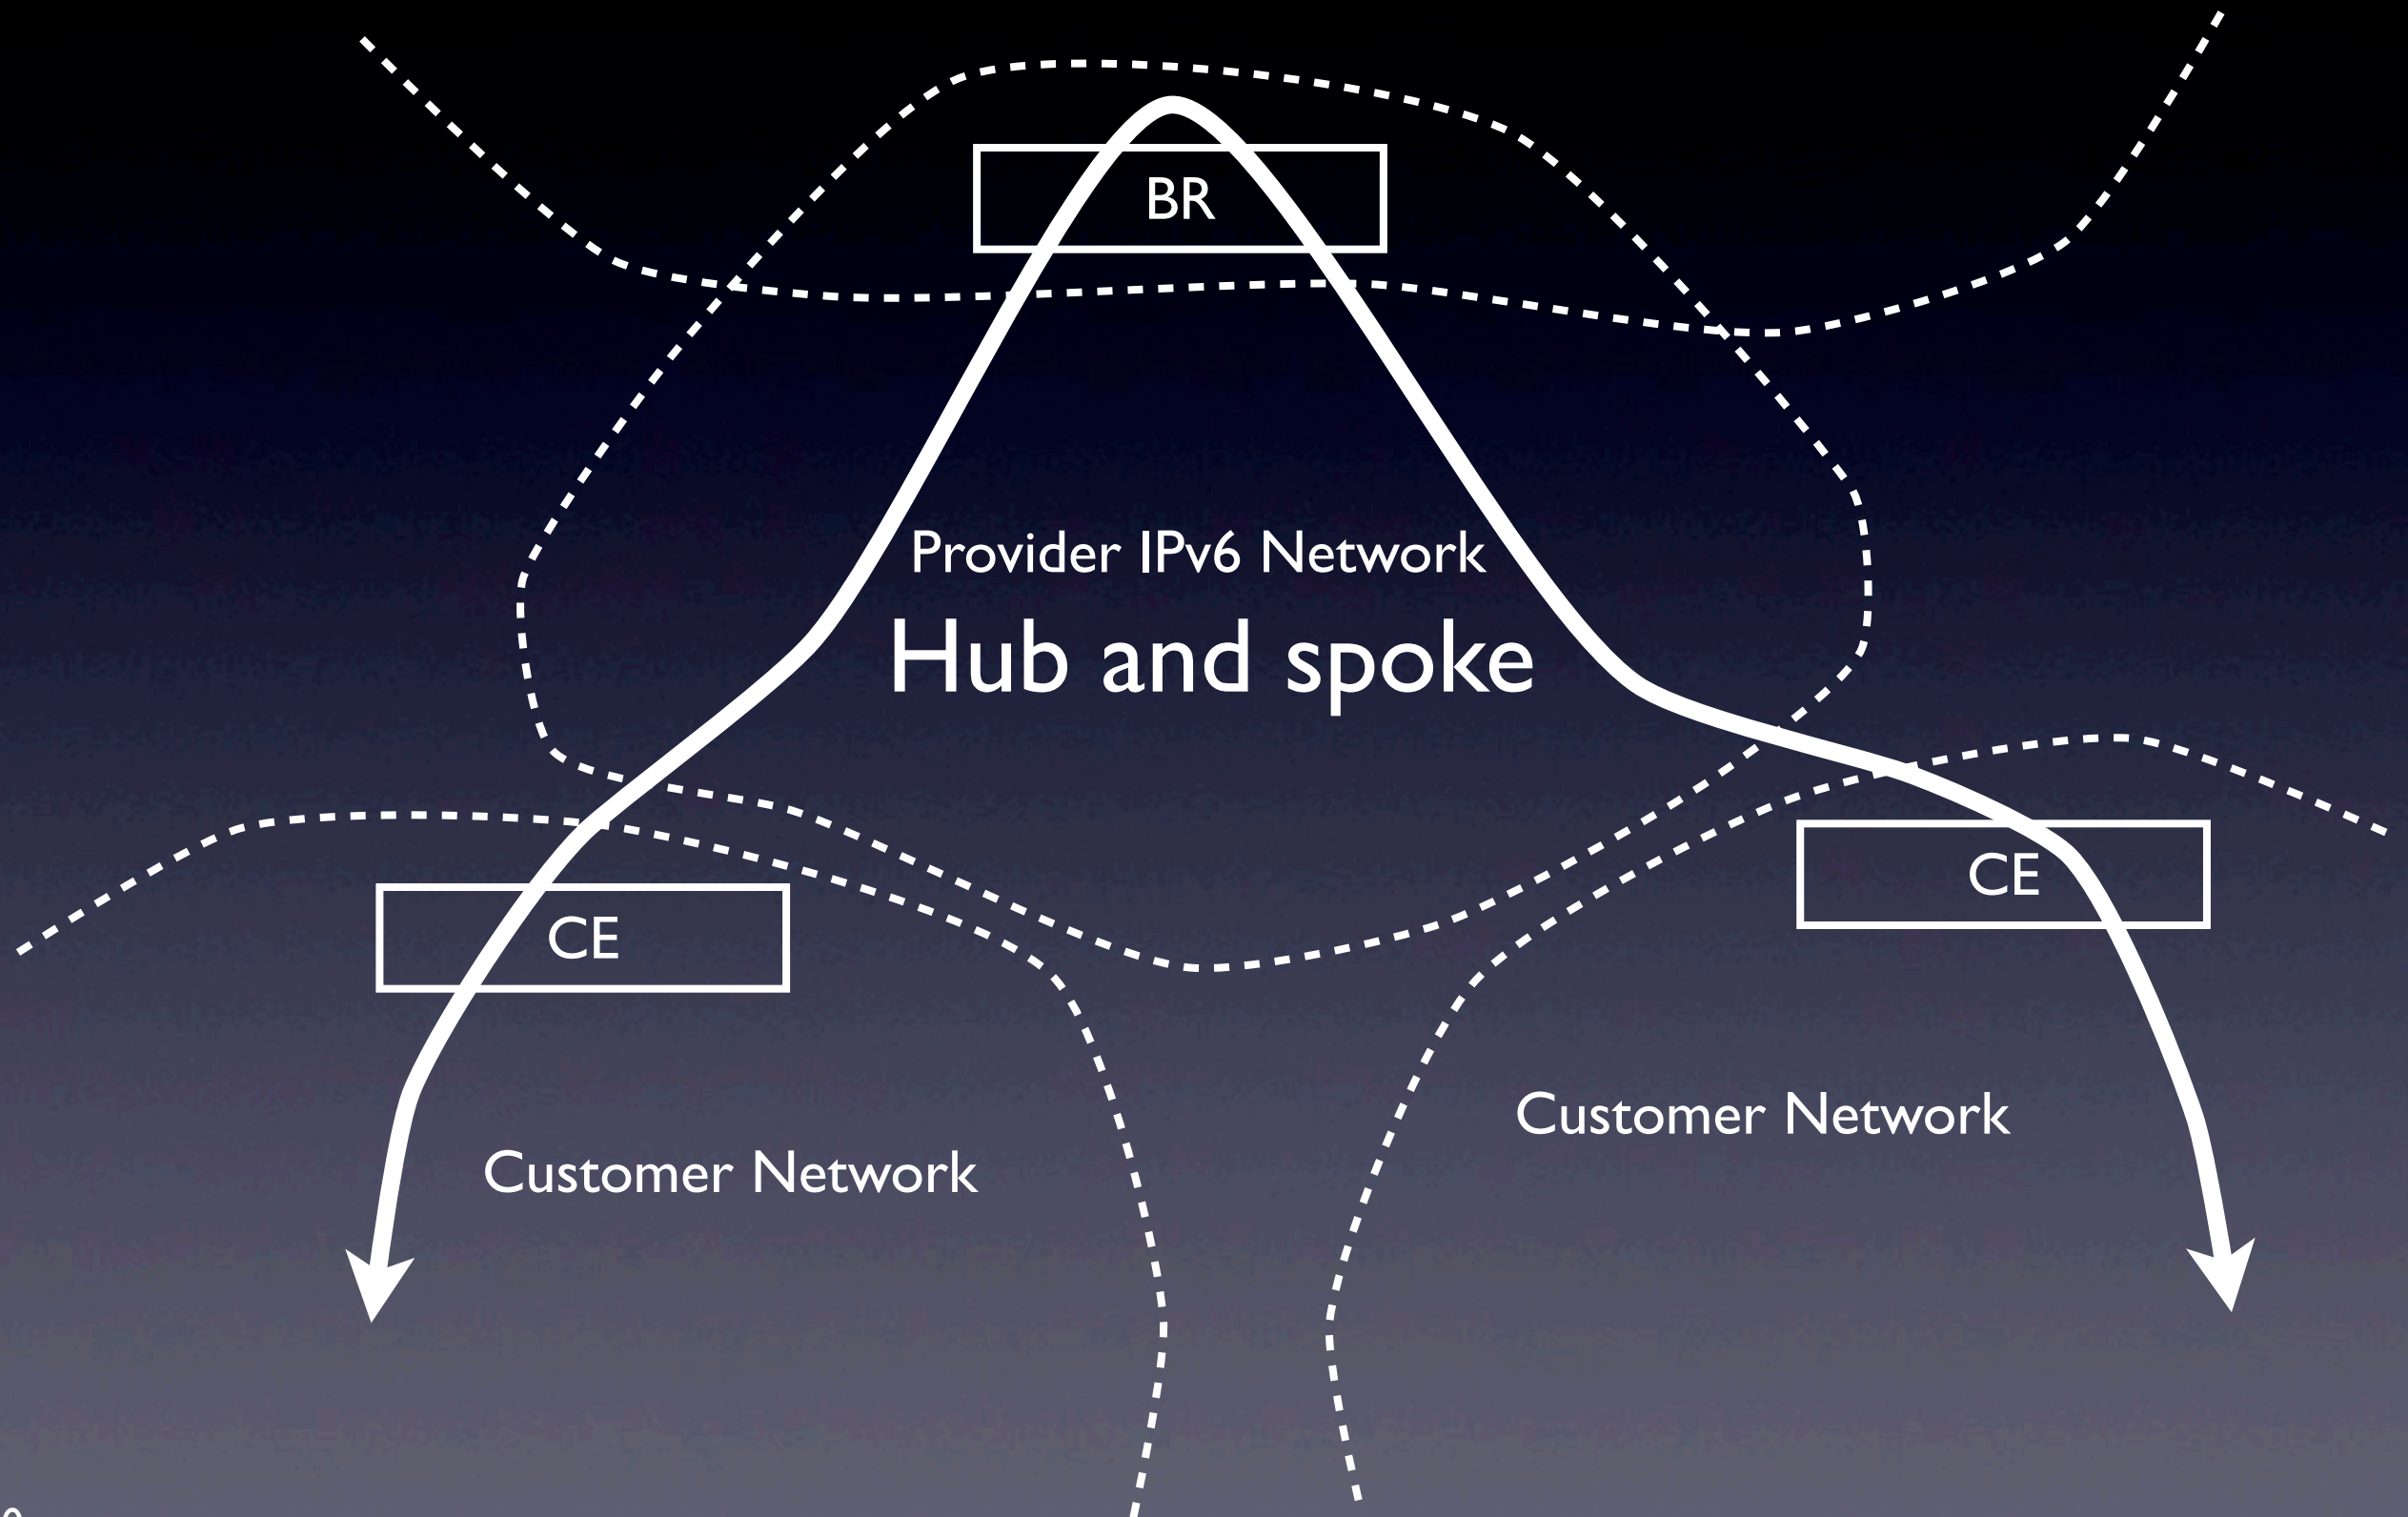 BR
Provider IPv6 Network
Hub and spoke
CE
CE
Customer Network
Customer Network